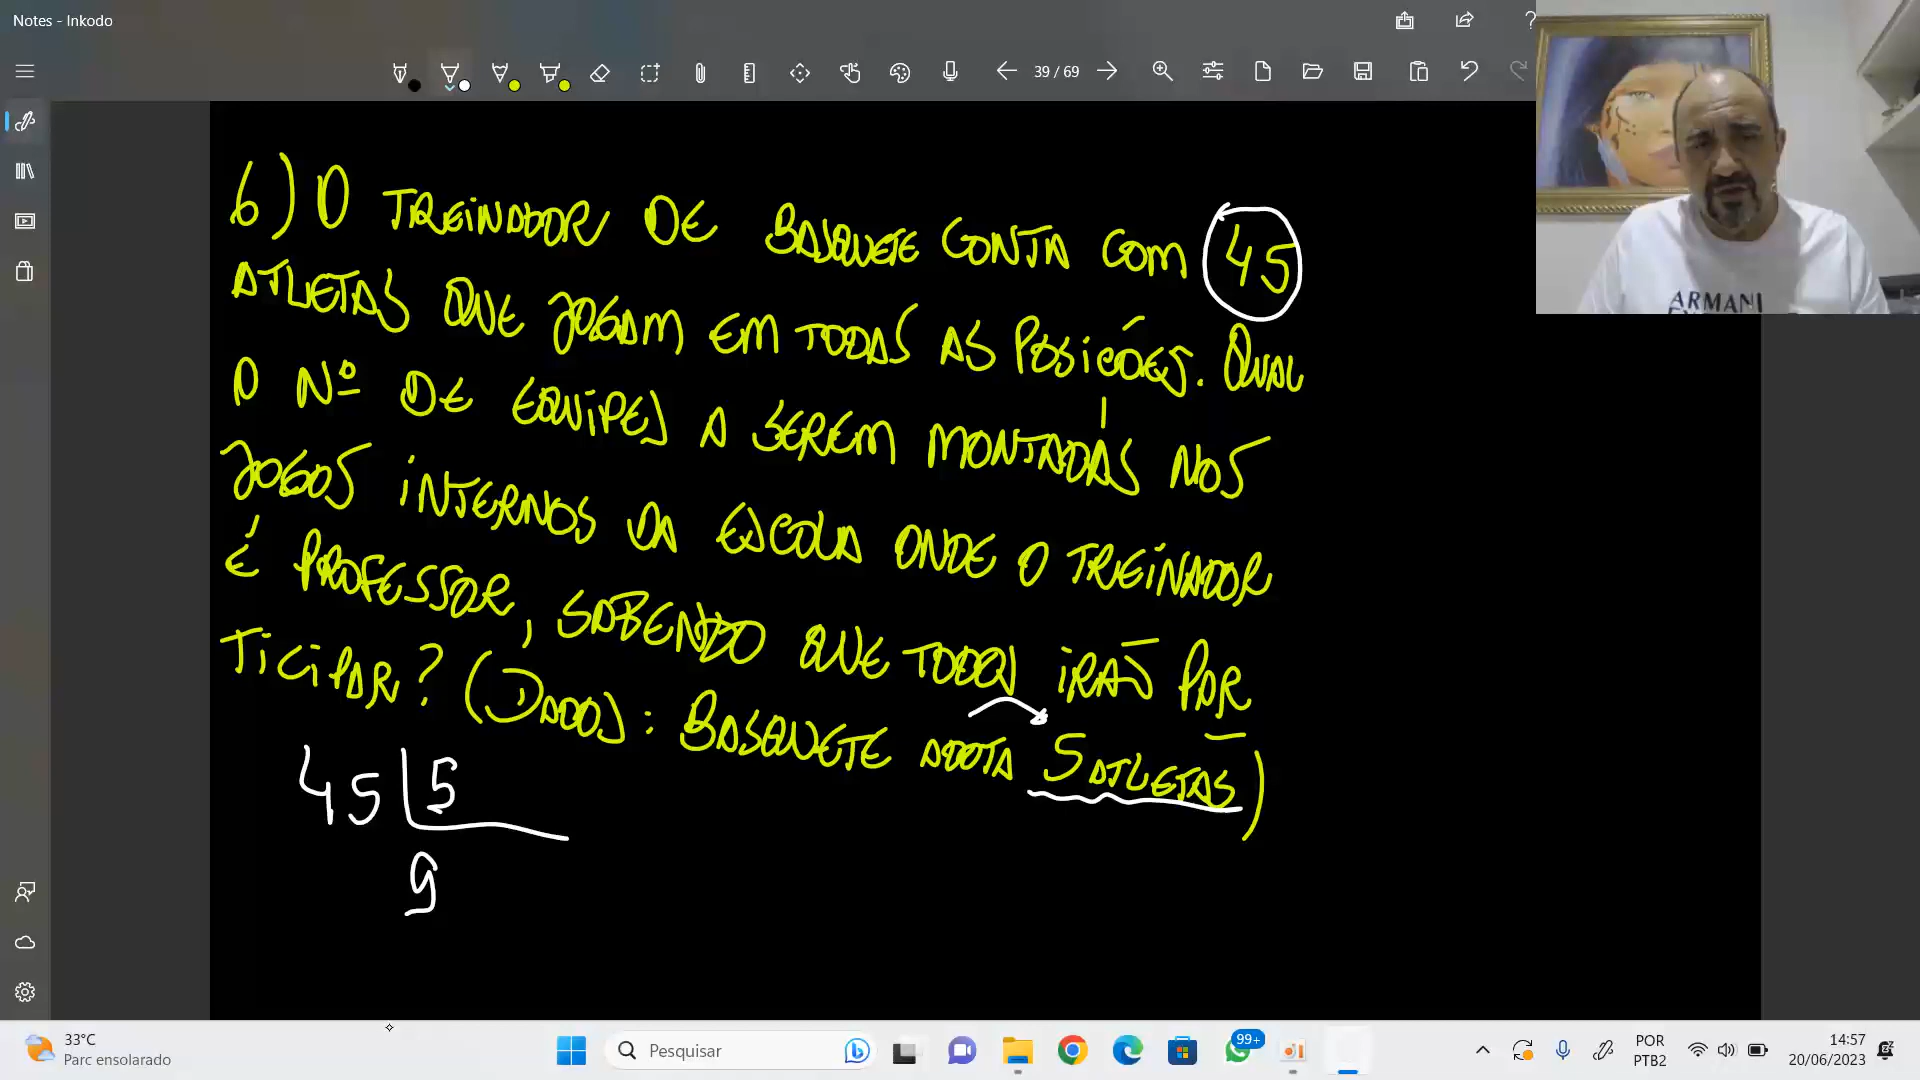 Notes - Inkodo
39 / 69
6) O TREINADOR DE BASQUETE CONTA COM 45
ATLETAS QUE JOGAM EM TODAS AS POSIÇÕES. QUAL
O Nº DE EQUIPES A SEREM MONTADAS NOS
JOGOS INTERNOS DA ESCOLA ONDE O TREINADOR
É PROFESSOR, SABENDO QUE TODOS IRÃO PAR
TICIPAR? (DADOS: BASQUETE ADOTA 5 ATLETAS)
45 5
9
ARMANI
33°C
Parc ensolarado
Pesquisar
99+
POR
PTB2
14:57
20/06/2023